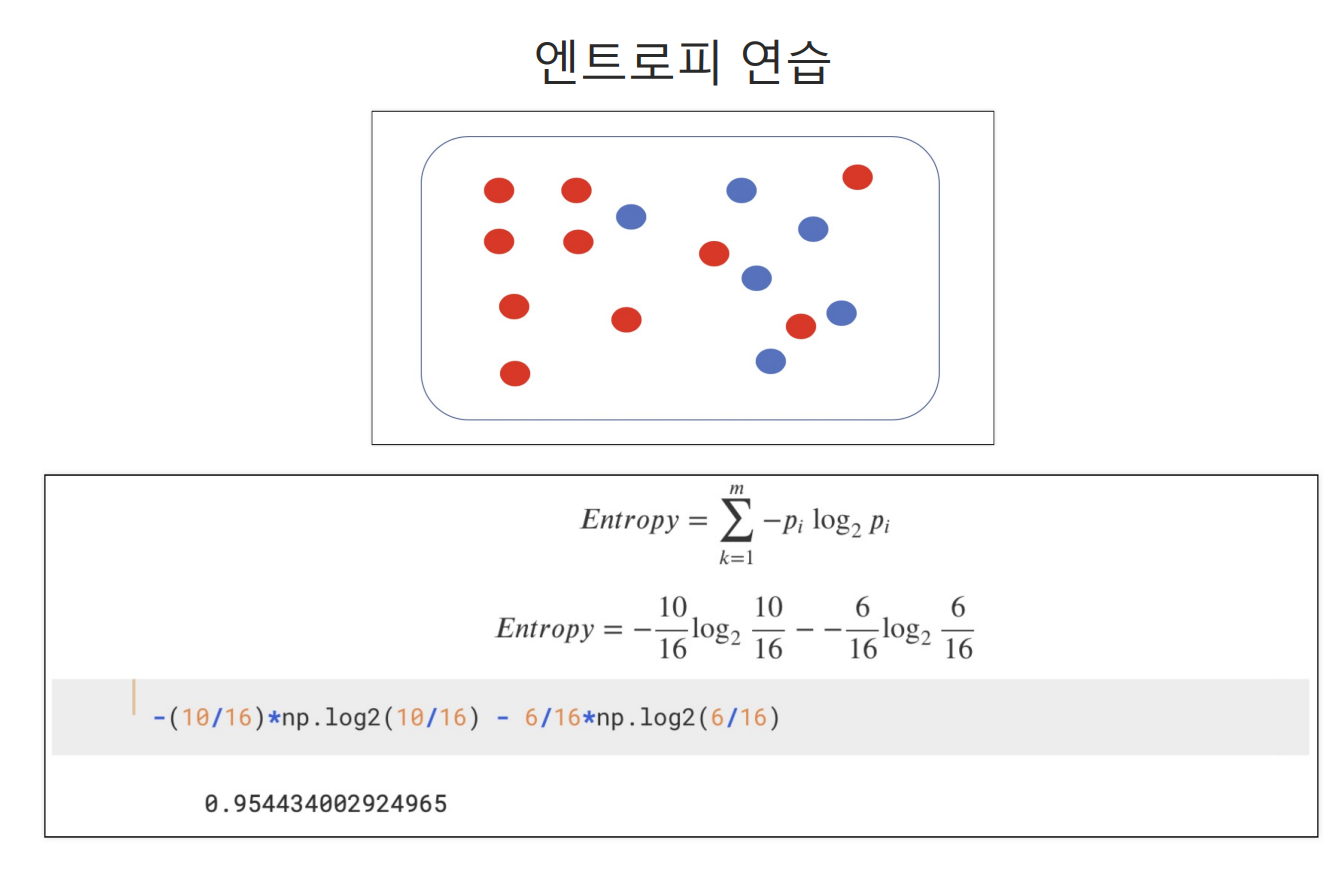 엔트로피 연습
Entropy = \sum_{k=1}^{m} -p_i \log_2 p_i
Entropy = -\frac{10}{16}\log_2 \frac{10}{16} - -\frac{6}{16}\log_2 \frac{6}{16}
-(10/16)*np.log2(10/16) - 6/16*np.log2(6/16)
0.954434002924965